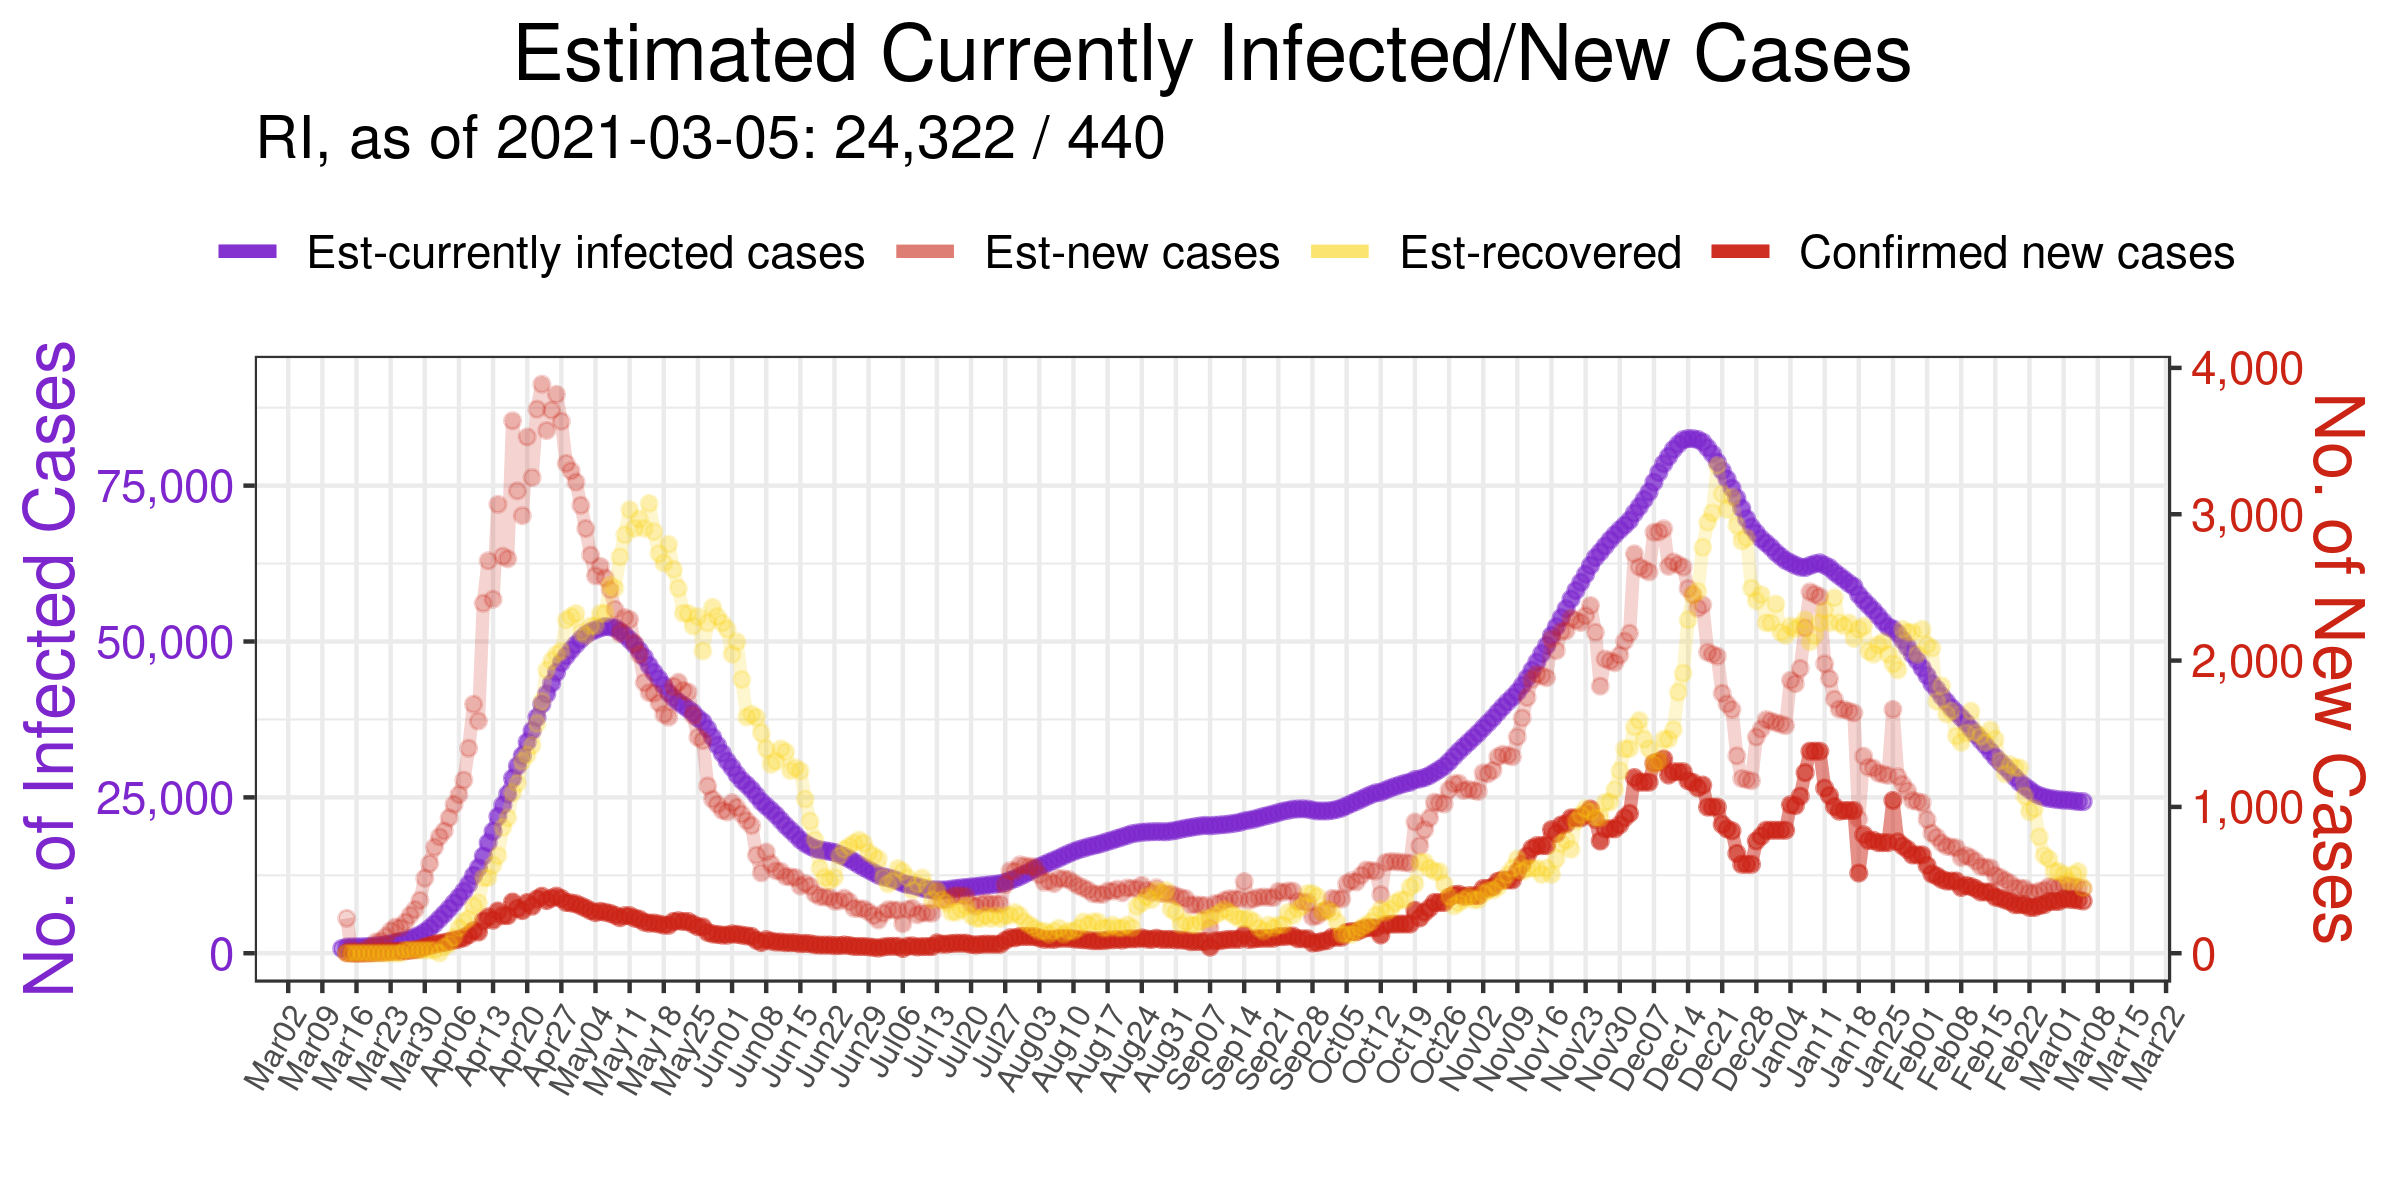 Estimated Currently Infected/New Cases
RI, as of 2021-03-05: 24,322 / 440
Est-currently infected cases
Est-new cases
Est-recovered
Confirmed new cases
No. of Infected Cases
75,000
50,000
25,000
0
4,000
3,000
2,000
1,000
0
No. of New Cases
Mar02
Mar09
Mar16
Mar23
Mar30
Apr06
Apr13
Apr20
Apr27
May04
May11
May18
May25
Jun01
Jun08
Jun15
Jun22
Jun29
Jul06
Jul13
Jul20
Jul27
Aug03
Aug10
Aug17
Aug24
Aug31
Sep07
Sep14
Sep21
Sep28
Oct05
Oct12
Oct19
Oct26
Nov02
Nov09
Nov16
Nov23
Nov30
Dec07
Dec14
Dec21
Dec28
Jan04
Jan11
Jan18
Jan25
Feb01
Feb08
Feb15
Feb22
Mar01
Mar08
Mar15
Mar22